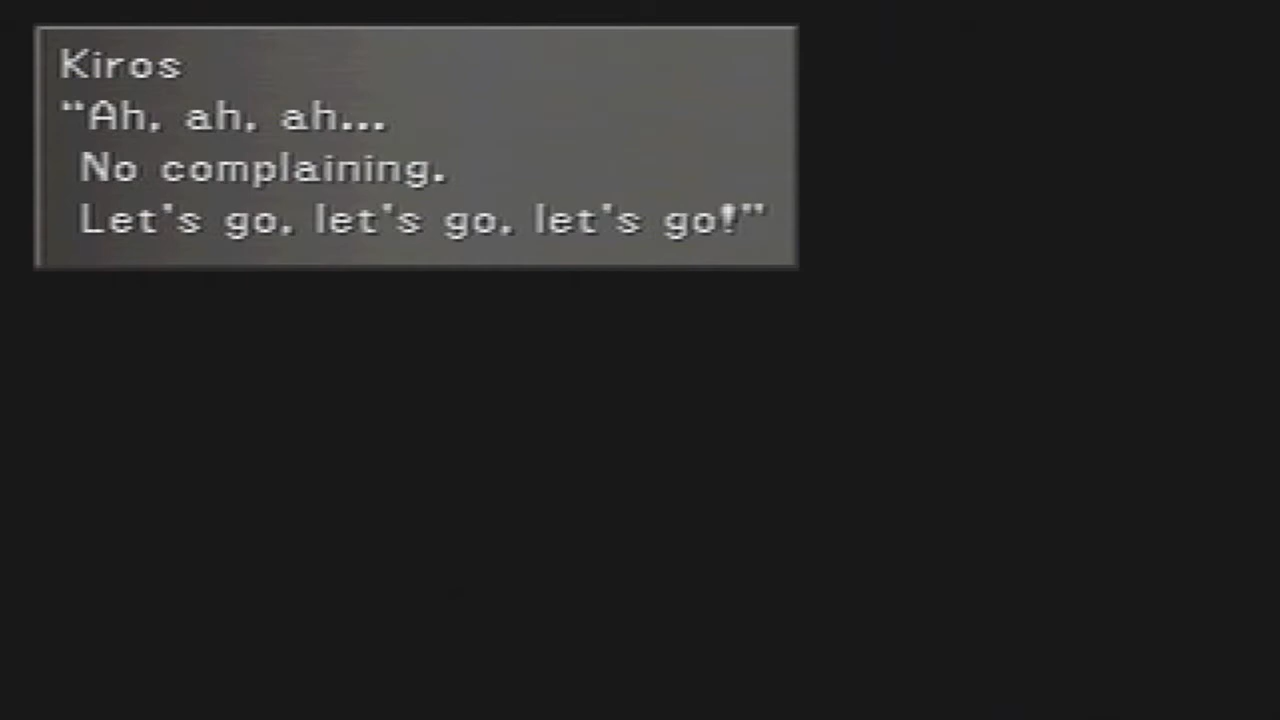 Kiros
“Ah, ah, ah...
No complaining.
Let's go, let's go, let's go!”